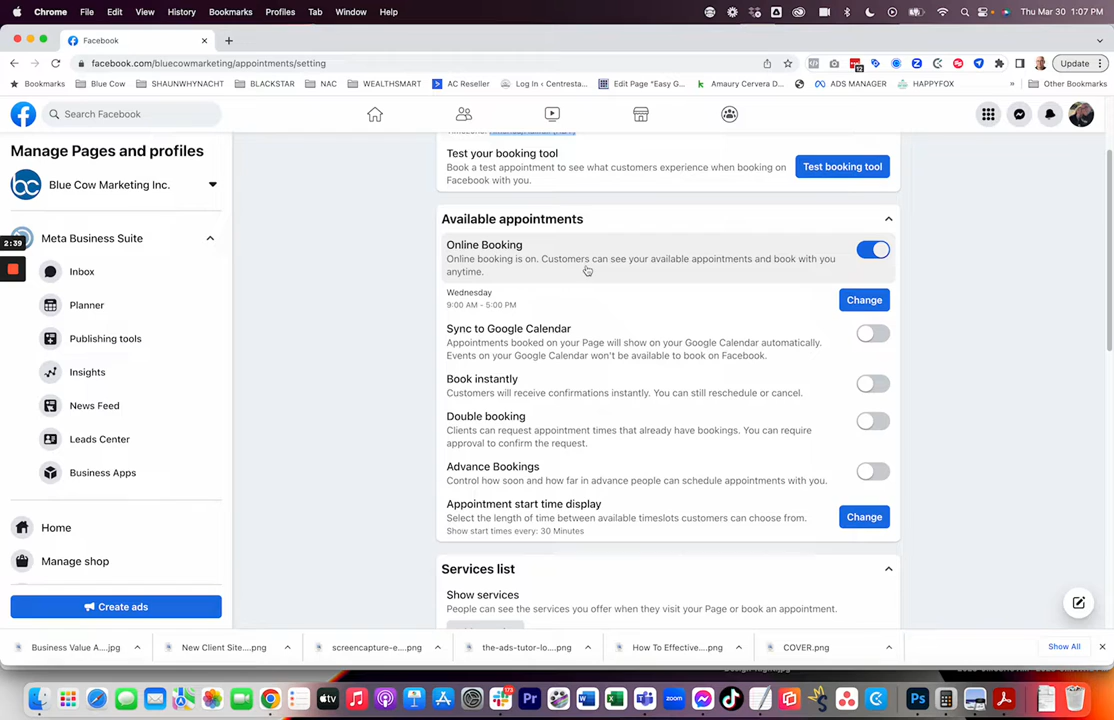 Chrome File Edit View History Bookmarks Profiles Tab Window Help Thu Mar 30 1:07 PM
Facebook
facebook.com/bluecowmarketing/appointments/setting Update
Bookmarks Blue Cow SHAUNWHYNACHT BLACKSTAR NAC WEALTHSMART AC Reseller Log In ‹ Centresta... Edit Page "Easy G... Amaury Cervera D... ADS MANAGER HAPPYFOX » Other Bookmarks
Search Facebook
Manage Pages and profiles
Blue Cow Marketing Inc.
Meta Business Suite
2:39
Inbox
Planner
Publishing tools
Insights
News Feed
Leads Center
Business Apps
Home
Manage shop
Create ads
Test your booking tool
Book a test appointment to see what customers experience when booking on
Facebook with you.
Test booking tool
Available appointments
Online Booking
Online booking is on. Customers can see your available appointments and book with you
anytime.
Wednesday
9:00 AM - 5:00 PM
Change
Sync to Google Calendar
Appointments booked on your Page will show on your Google Calendar automatically.
Events on your Google Calendar won't be available to book on Facebook.
Book instantly
Customers will receive confirmations instantly. You can still reschedule or cancel.
Double booking
Clients can request appointment times that already have bookings. You can require
approval to confirm the request.
Advance Bookings
Control how soon and how far in advance people can schedule appointments with you.
Appointment start time display
Select the length of time between available timeslots customers can choose from.
Show start times every: 30 Minutes
Change
Services list
Show services
People can see the services you offer when they visit your Page or book an appointment.
Business Value A....jpg New Client Site....png screencapture-e....png the-ads-tutor-lo....png How To Effective....png COVER.png Show All
tv 173 Pr zoom Ps